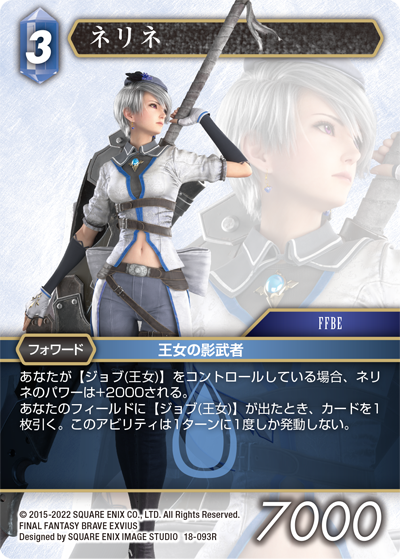 3
ネリネ
FFBE
フォワード
王女の影武者
あなたが【ジョブ(王女)】をコントロールしている場合、ネリ
ネのパワーは+2000される。
あなたのフィールドに【ジョブ(王女)】が出たとき、カードを1
枚引く。このアビリティは1ターンに1度しか発動しない。
© 2015-2022 SQUARE ENIX CO., LTD. All Rights Reserved.
FINAL FANTASY BRAVE EXVIUS
Designed by SQUARE ENIX IMAGE STUDIO 18-093R
7000